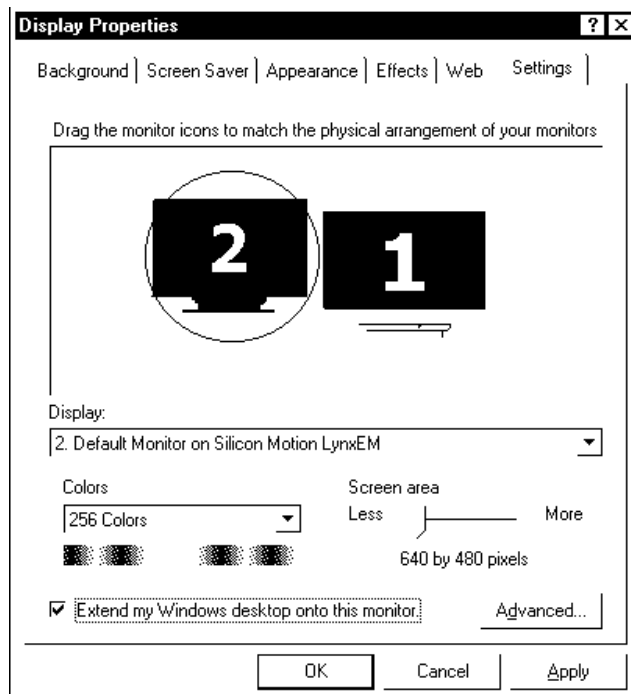 Display Properties ? X
Background Screen Saver Appearance Effects Web Settings
Drag the monitor icons to match the physical arrangement of your monitors
2 1
Display:
2. Default Monitor on Silicon Motion LynxEM
Colors Screen area
256 Colors Less More
640 by 480 pixels
Extend my Windows desktop onto this monitor. Advanced...
OK Cancel Apply